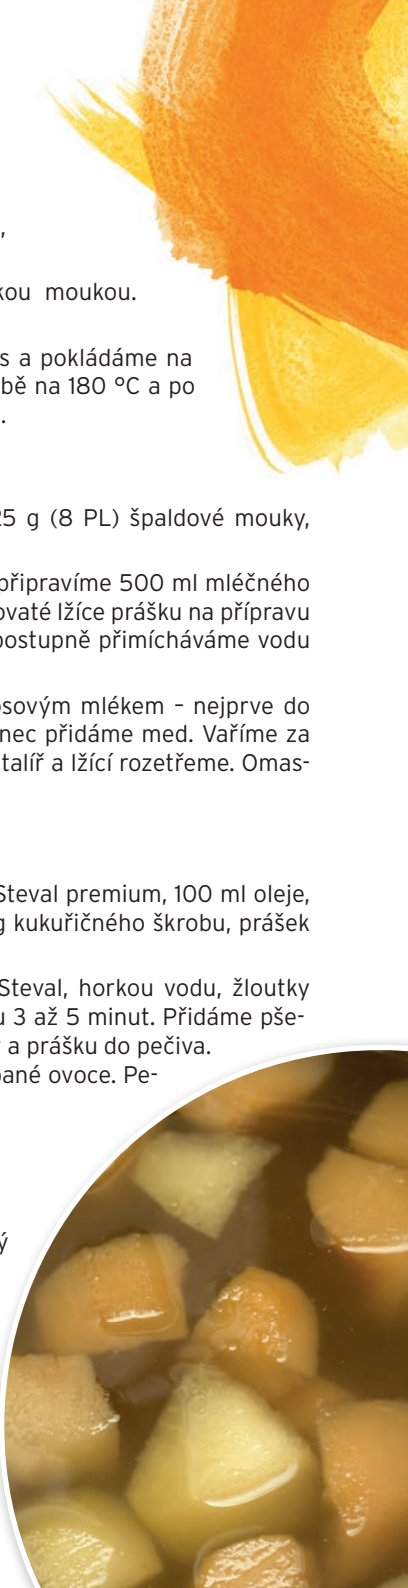 ,
kou moukou.
s a pokládáme na
bě na 180 °C a po
.
25 g (8 PL) špaldové mouky,
připravíme 500 ml mléčného
ovaté lžíce prášku na přípravu
postupně přimícháváme vodu
osovým mlékem – nejprve do
nec přidáme med. Vaříme za
talíř a lžící rozetřeme. Omas-
Steval premium, 100 ml oleje,
g kukuřičného škrobu, prášek
Steval, horkou vodu, žloutky
u 3 až 5 minut. Přidáme pše-
a prášku do pečiva.
pané ovoce. Pe-
ý